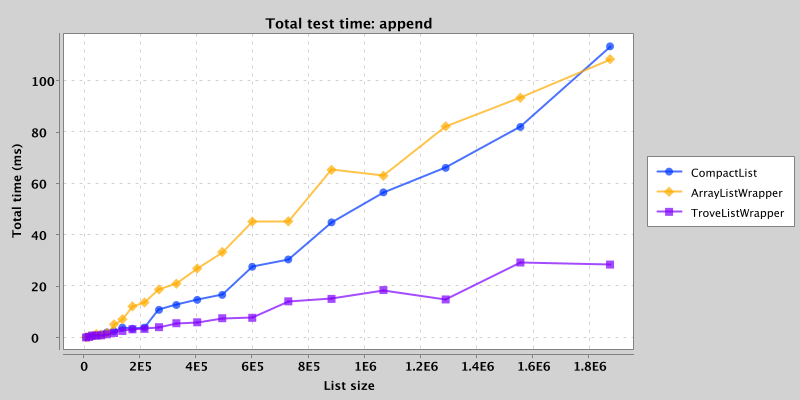 Total test time: append
Total time (ms)
100
80
60
40
20
0
0 2E5 4E5 6E5 8E5 1E6 1.2E6 1.4E6 1.6E6 1.8E6
List size
CompactList
ArrayListWrapper
TroveListWrapper